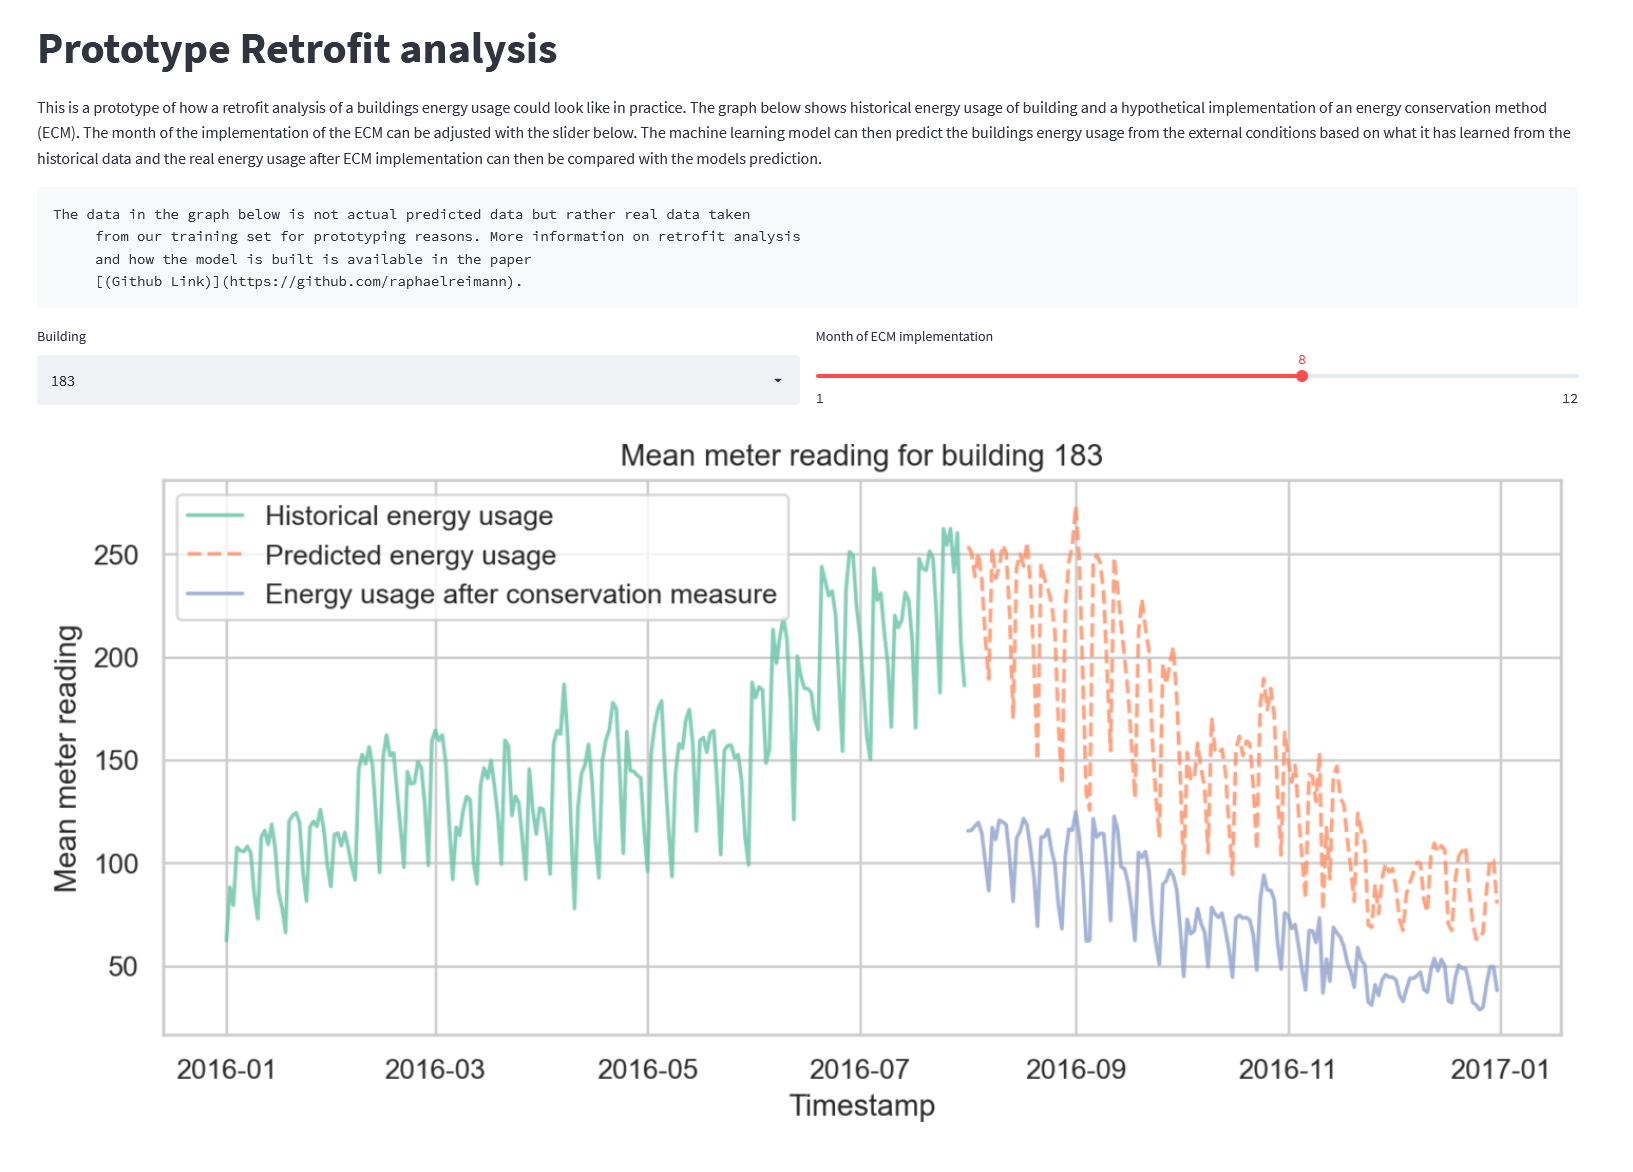 Prototype Retrofit analysis
This is a prototype of how a retrofit analysis of a buildings energy usage could look like in practice. The graph below shows historical energy usage of building and a hypothetical implementation of an energy conservation method
(ECM). The month of the implementation of the ECM can be adjusted with the slider below. The machine learning model can then predict the buildings energy usage from the external conditions based on what it has learned from the
historical data and the real energy usage after ECM implementation can then be compared with the models prediction.
The data in the graph below is not actual predicted data but rather real data taken
from our training set for prototyping reasons. More information on retrofit analysis
and how the model is built is available in the paper
[(Github Link)](https://github.com/raphaelreimann).
Building
183
Month of ECM implementation
8
1
12
Mean meter reading for building 183
Historical energy usage
Predicted energy usage
Energy usage after conservation measure
Mean meter reading
250
200
150
100
50
2016-01
2016-03
2016-05
2016-07
2016-09
2016-11
2017-01
Timestamp